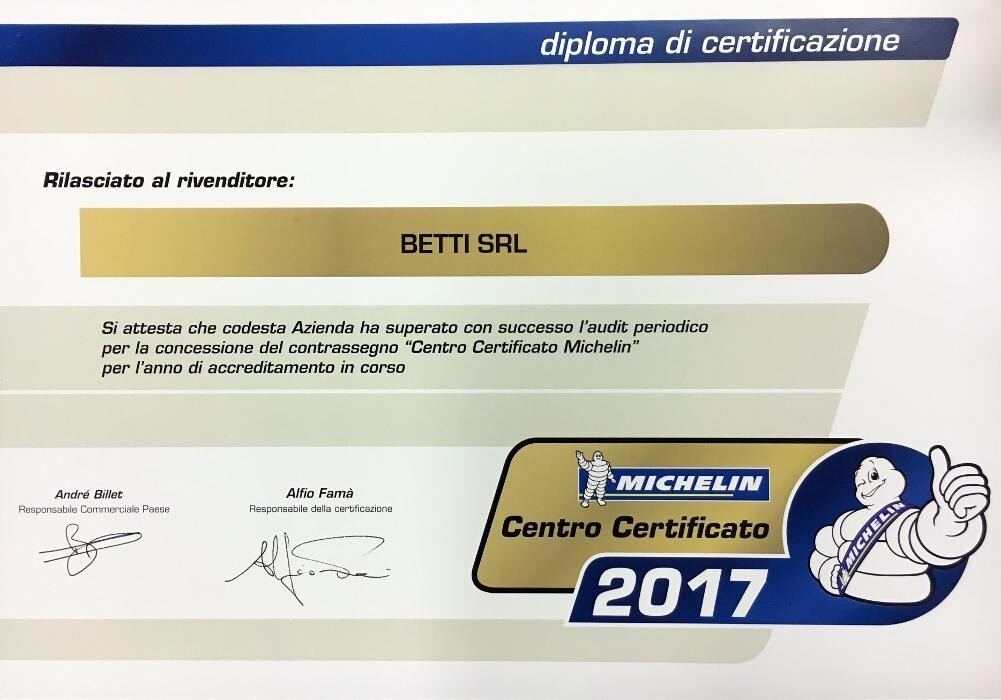 diploma di certificazione
Rilasciato al rivenditore:
BETTI SRL
Si attesta che codesta Azienda ha superato con successo l'audit periodico
per la concessione del contrassegno “Centro Certificato Michelin”
per l'anno di accreditamento in corso
André Billet
Responsabile Commerciale Paese
Alfio Famà
Responsabile della certificazione
MICHELIN
Centro Certificato
2017
MICHELIN